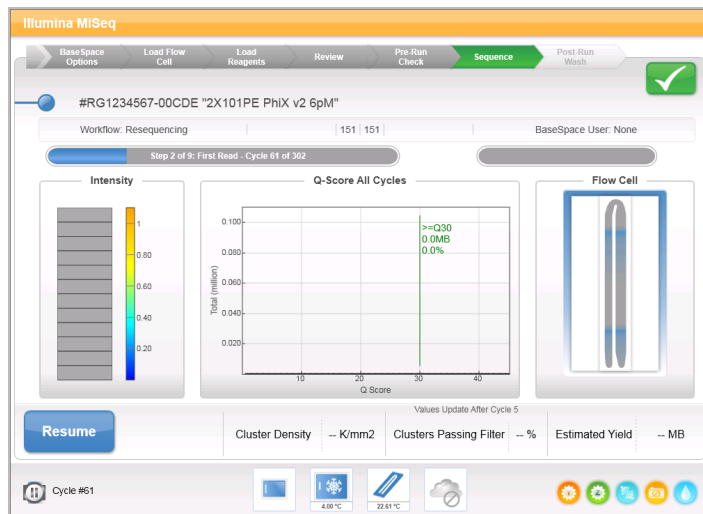 Illumina MiSeq
BaseSpace Options
Load Flow Cell
Load Reagents
Review
Pre-Run Check
Sequence
Post-Run Wash
#RG1234567-00CDE "2X101PE PhiX v2 6pM"
Workflow: Resequencing
151 | 151
BaseSpace User: None
Step 2 of 9: First Read - Cycle 61 of 302
Intensity
1
0.80
0.60
0.40
0.20
Q-Score All Cycles
Total (million)
0.100
0.080
0.060
0.040
0.020
>=Q30
0.0MB
0.0%
10 20 30 40
Q Score
Flow Cell
Resume
Values Update After Cycle 5
Cluster Density -- K/mm2
Clusters Passing Filter -- %
Estimated Yield -- MB
Cycle #61
4.00 °C
22.61 °C